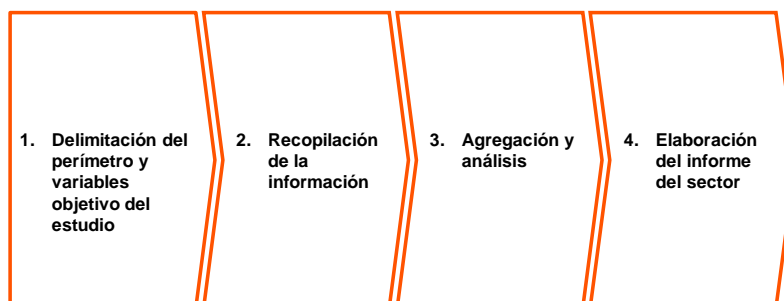 1. Delimitación del
perímetro y
variables
objetivo del
estudio
2. Recopilación
de la
información
3. Agregación y
análisis
4. Elaboración
del informe
del sector